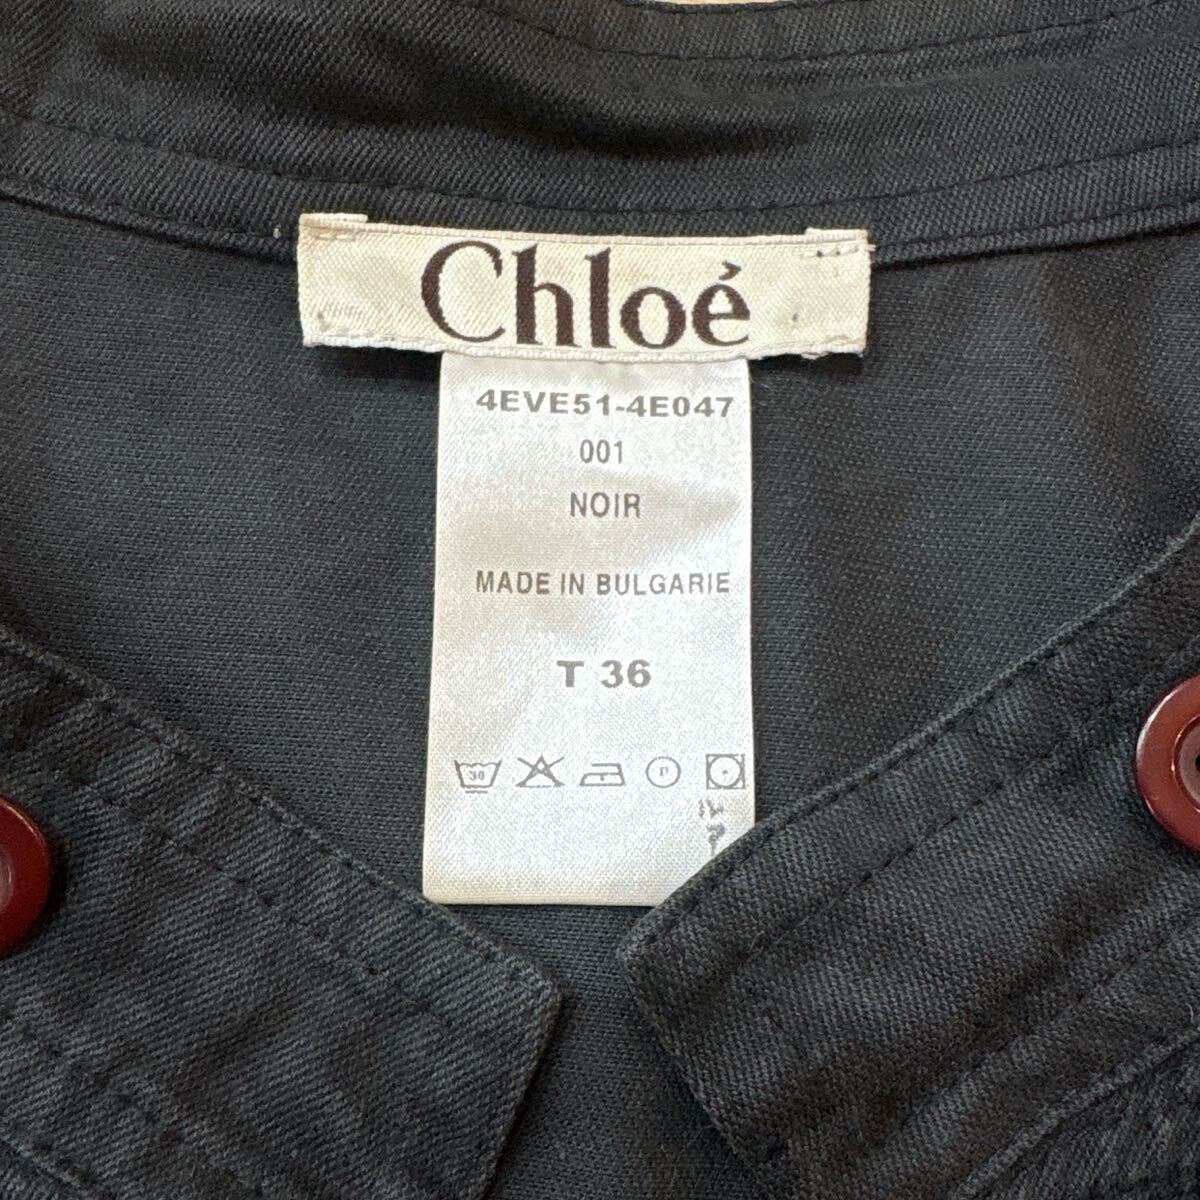 Chloé
4EVE51-4E047
001
NOIR
MADE IN BULGARIE
T 36
30 P